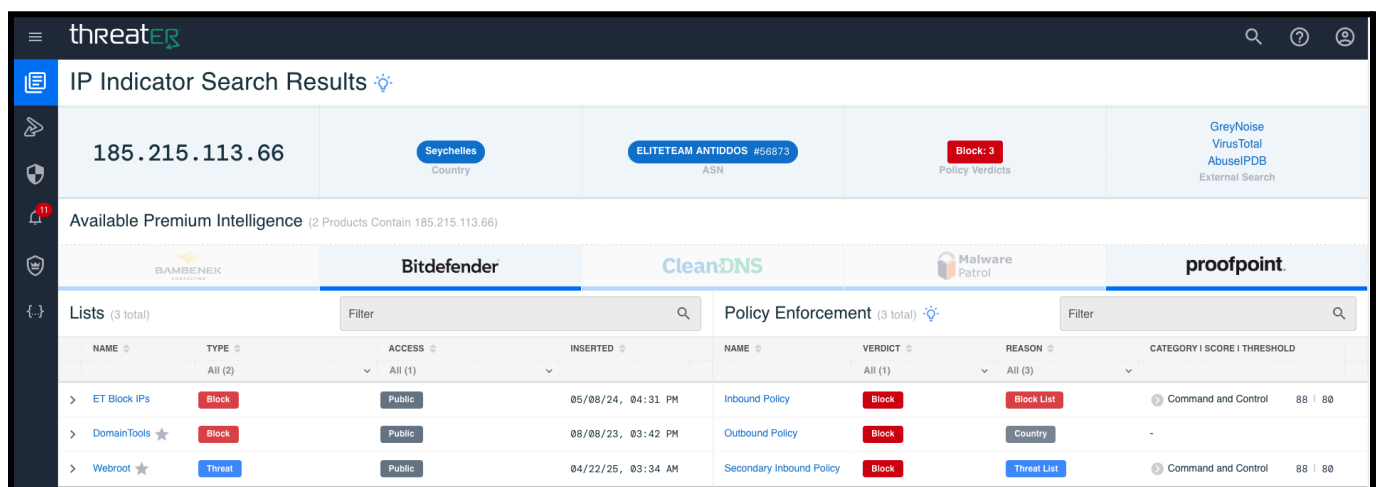 threatER
IP Indicator Search Results
185.215.113.66
Seychelles
Country
ELITETEAM ANTIDDOS #56873
ASN
Block: 3
Policy Verdicts
GreyNoise
VirusTotal
AbuseIPDB
External Search
11
Available Premium Intelligence (2 Products Contain 185.215.113.66)
BAMBENEK
CONSULTING
Bitdefender
CleanDNS
Malware
Patrol
proofpoint.
{...}
Lists (3 total)
Filter
NAME TYPE ACCESS INSERTED
All (2) All (1)
ET Block IPs Block Public 05/08/24, 04:31 PM
DomainTools Block Public 08/08/23, 03:42 PM
Webroot Threat Public 04/22/25, 03:34 AM
Policy Enforcement (3 total)
Filter
NAME VERDICT REASON CATEGORY | SCORE | THRESHOLD
All (1) All (3)
Inbound Policy Block Block List Command and Control 88 | 80
Outbound Policy Block Country -
Secondary Inbound Policy Block Threat List Command and Control 88 | 80